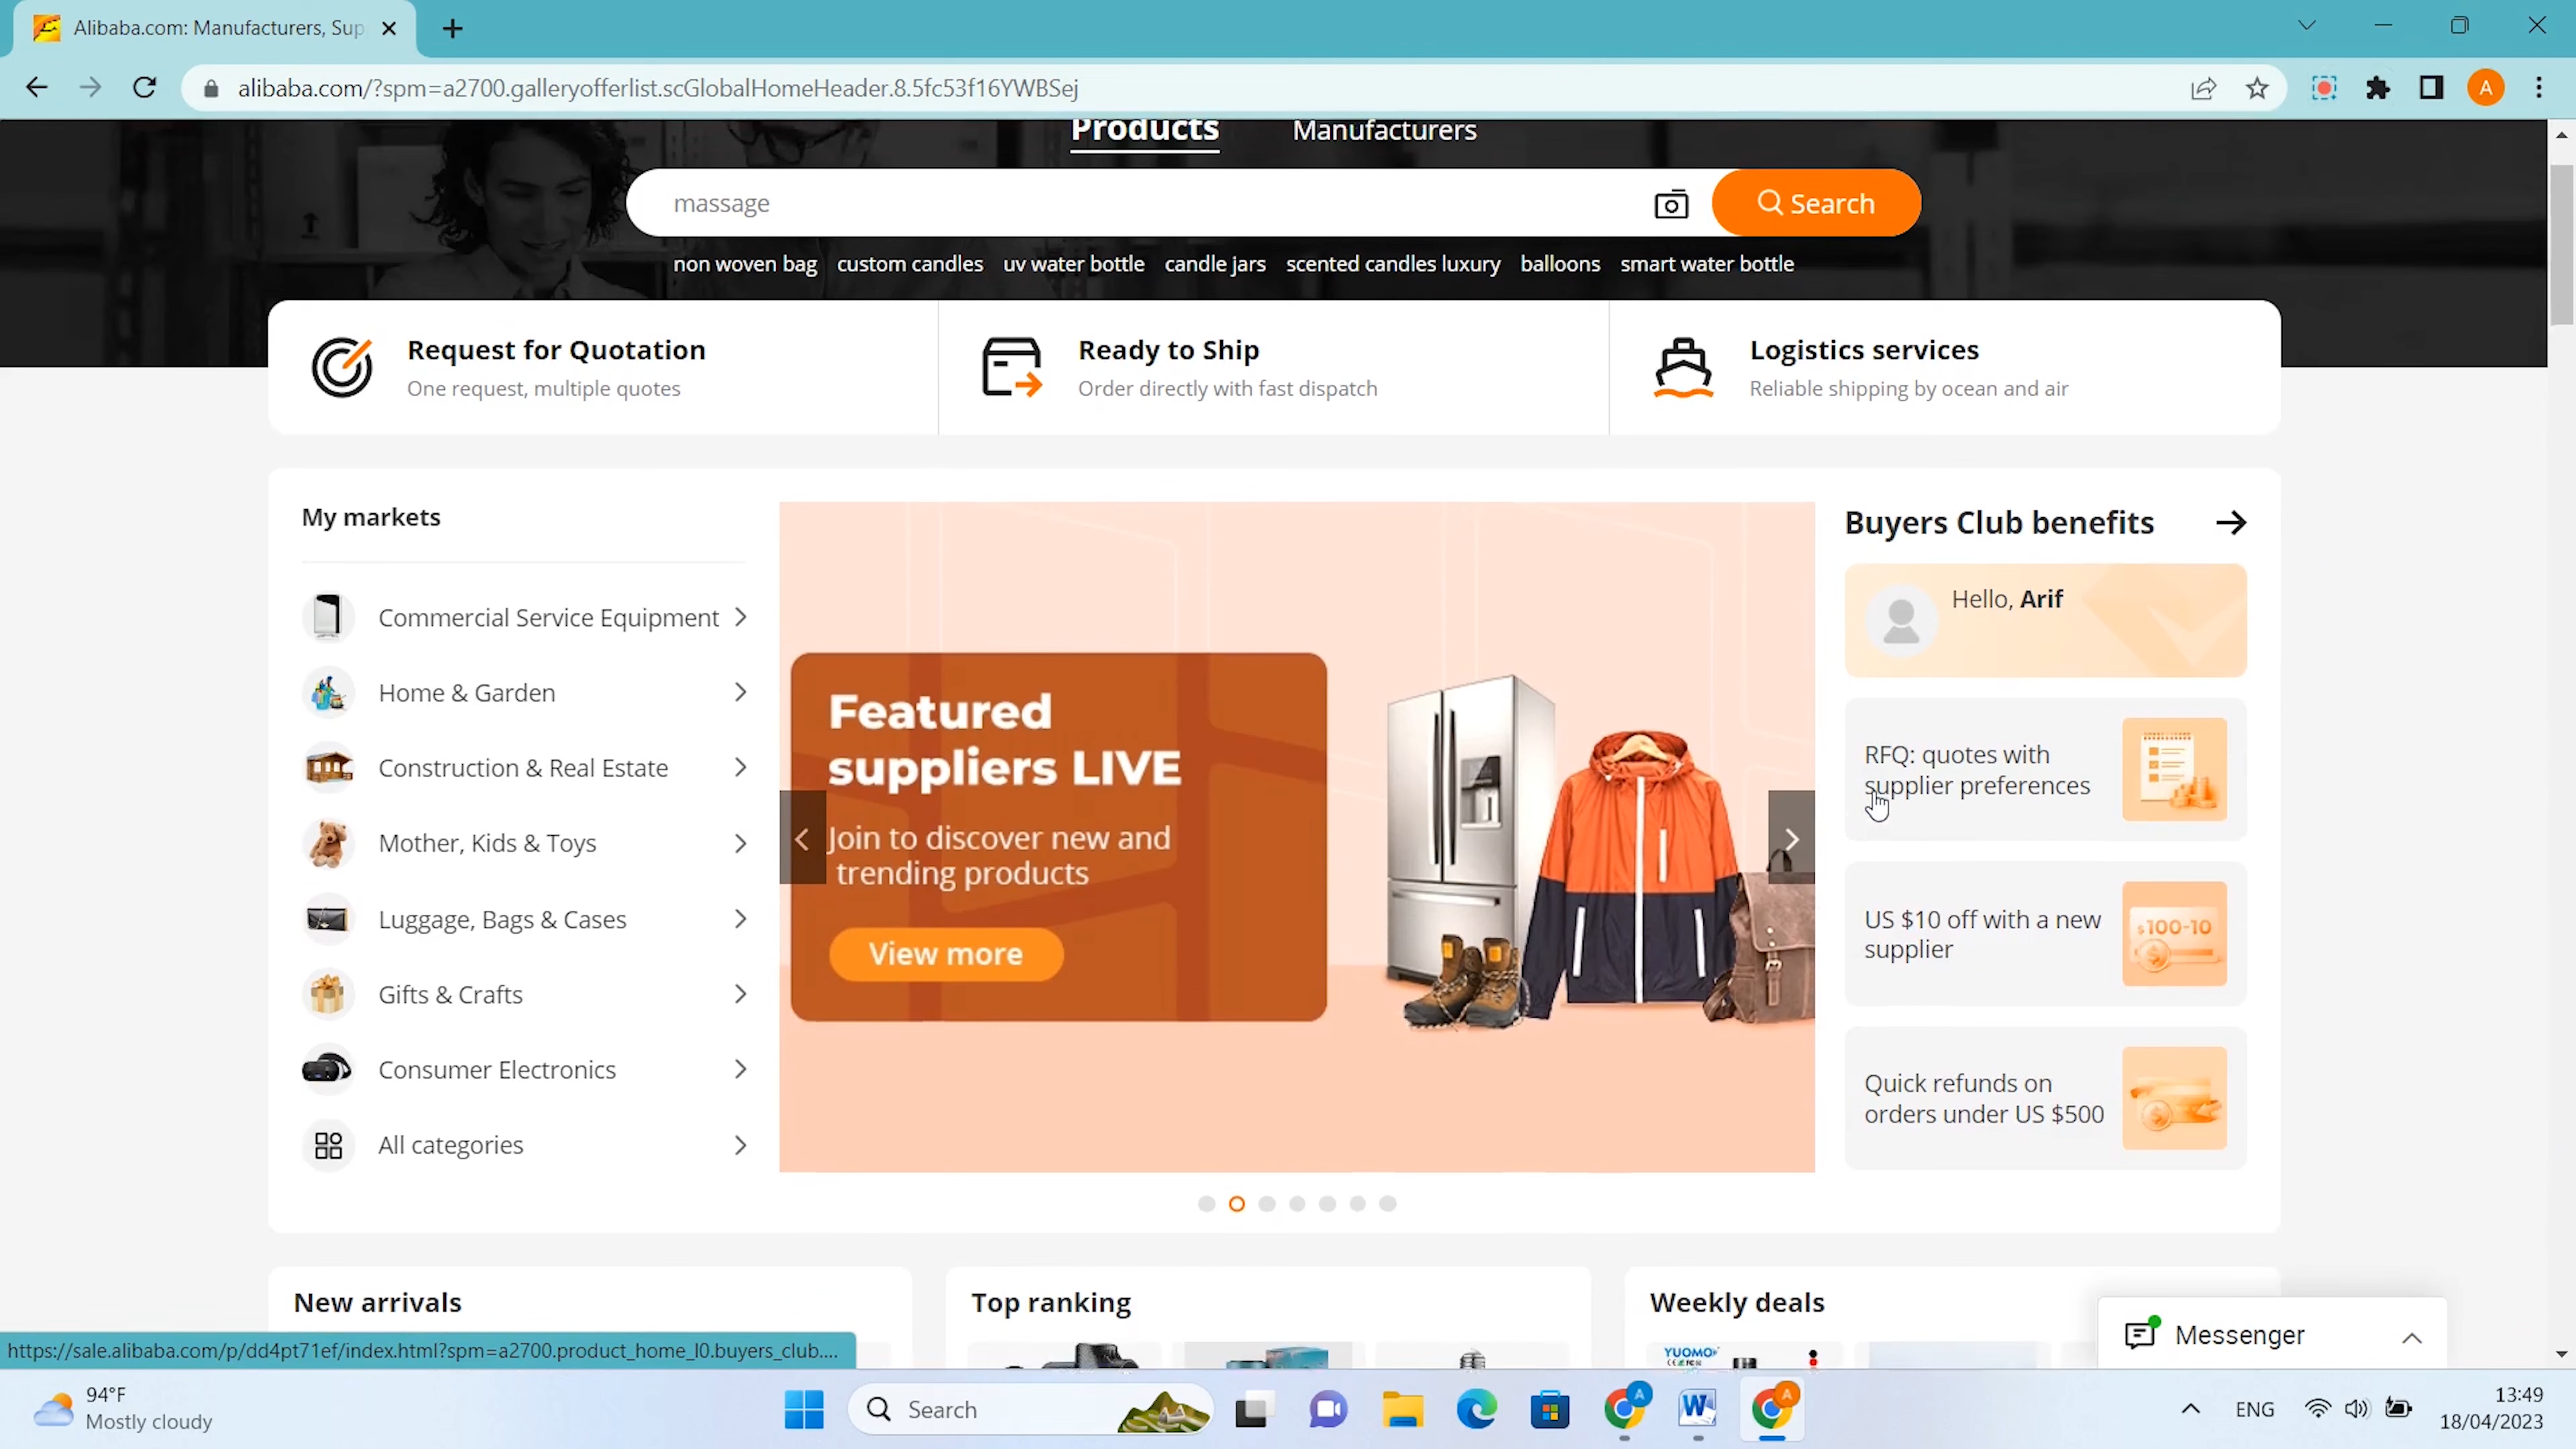 Alibaba.com: Manufacturers, Sup
alibaba.com/?spm=a2700.galleryofferlist.scGlobalHomeHeader.8.5fc53f16YWBSej
A
Products
Manufacturers
massage
Search
non woven bag custom candles uv water bottle candle jars scented candles luxury balloons smart water bottle
Request for Quotation
One request, multiple quotes
Ready to Ship
Order directly with fast dispatch
Logistics services
Reliable shipping by ocean and air
My markets
Commercial Service Equipment
Home & Garden
Construction & Real Estate
Mother, Kids & Toys
Luggage, Bags & Cases
Gifts & Crafts
Consumer Electronics
All categories
Featured
suppliers LIVE
Join to discover new and
trending products
View more
Buyers Club benefits
Hello, Arif
RFQ: quotes with
supplier preferences
US $10 off with a new
supplier
$100-10
Quick refunds on
orders under US $500
New arrivals
Top ranking
Weekly deals
YUOMO
Messenger
https://sale.alibaba.com/p/dd4pt71ef/index.html?spm=a2700.product_home_l0.buyers_club....
94°F
Mostly cloudy
Search
A
W
A
ENG
13:49
18/04/2023